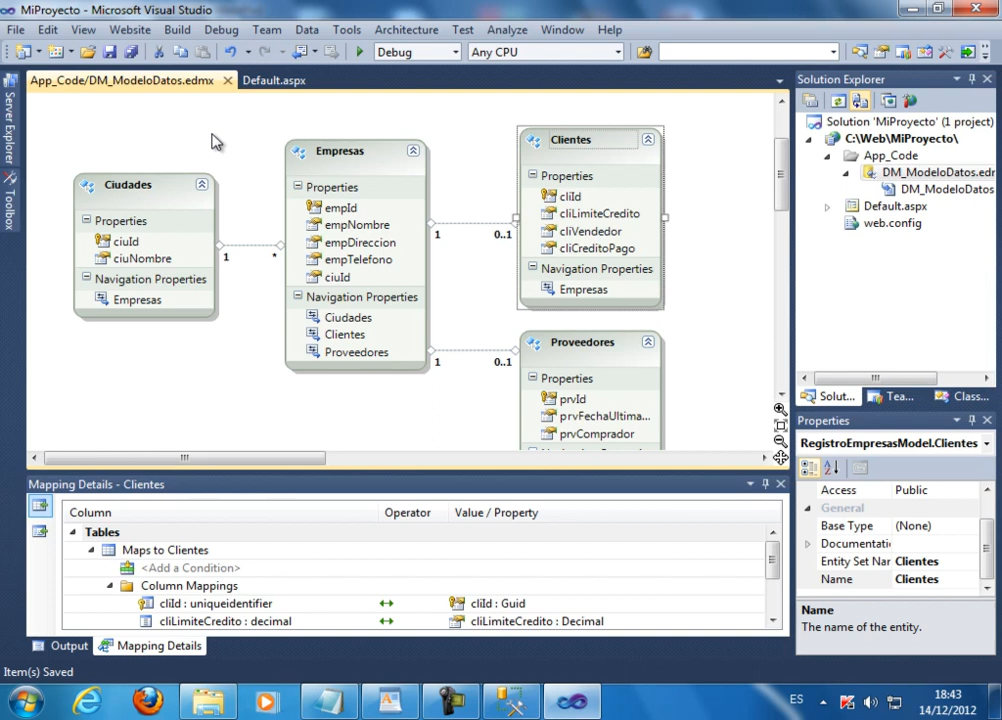 MiProyecto - Microsoft Visual Studio
File Edit View Website Build Debug Team Data Tools Architecture Test Analyze Window Help
Debug Any CPU
Server Explorer
Toolbox
App_Code/DM_ModeloDatos.edmx Default.aspx
Ciudades
Properties
ciuId
ciuNombre
Navigation Properties
Empresas
1 *
Empresas
Properties
empId
empNombre
empDireccion
empTelefono
ciuId
Navigation Properties
Ciudades
Clientes
Proveedores
1 0..1
1 0..1
Clientes
Properties
cliId
cliLimiteCredito
cliVendedor
cliCreditoPago
Navigation Properties
Empresas
Proveedores
Properties
prvId
prvFechaUltima...
prvComprador
Solution Explorer
Solution 'MiProyecto' (1 project)
C:\Web\MiProyecto\
App_Code
DM_ModeloDatos.edr
DM_ModeloDatos
Default.aspx
web.config
Solut... Tea... Class...
Properties
RegistroEmpresasModel.Clientes
Access Public
General
Base Type (None)
Documentati
Entity Set Nar Clientes
Name Clientes
Name
The name of the entity.
Mapping Details - Clientes
Column Operator Value / Property
Tables
Maps to Clientes
<Add a Condition>
Column Mappings
cliId : uniqueidentifier cliId : Guid
cliLimiteCredito : decimal cliLimiteCredito : Decimal
Output Mapping Details
Item(s) Saved
ES
18:43
14/12/2012